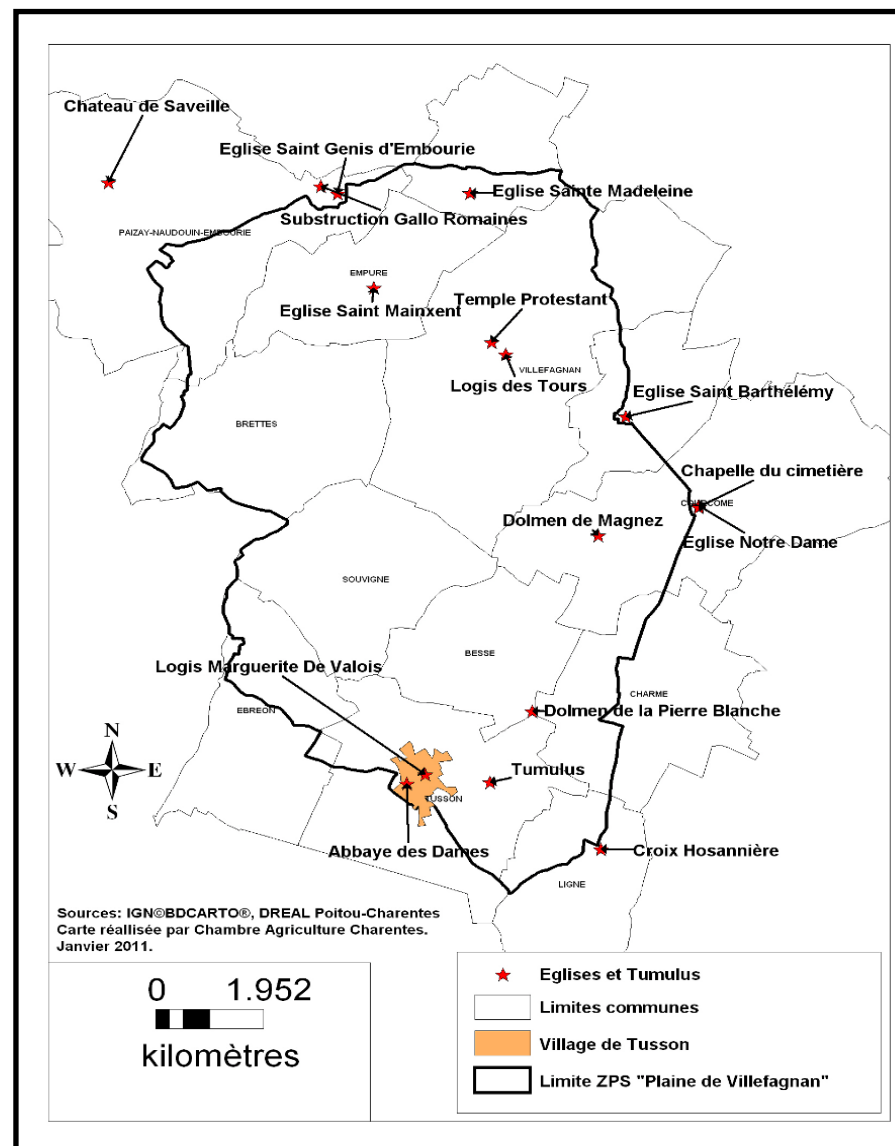 Chateau de Saveille
Eglise Saint Genis d'Embourie
Eglise Sainte Madeleine
Substruction Gallo Romaines
PAIZAY-NAUDOUIN-EMBOURIE
EMPURE
Temple Protestant
Eglise Saint Mainxent
VILLEFAGNAN
Logis des Tours
Eglise Saint Barthélémy
BRETTES
Chapelle du cimetière
COURCOME
Dolmen de Magnez
Eglise Notre Dame
SOUVIGNE
BESSE
Logis Marguerite De Valois
CHARME
EBREON
Dolmen de la Pierre Blanche
N
W E
S
Tumulus
TUSSON
Abbaye des Dames
Croix Hosannière
LIGNE
Sources: IGN©BDCARTO®, DREAL Poitou-Charentes
Carte réallisée par Chambre Agriculture Charentes.
Janvier 2011.
0 1.952
kilomètres
Eglises et Tumulus
Limites communes
Village de Tusson
Limite ZPS "Plaine de Villefagnan"